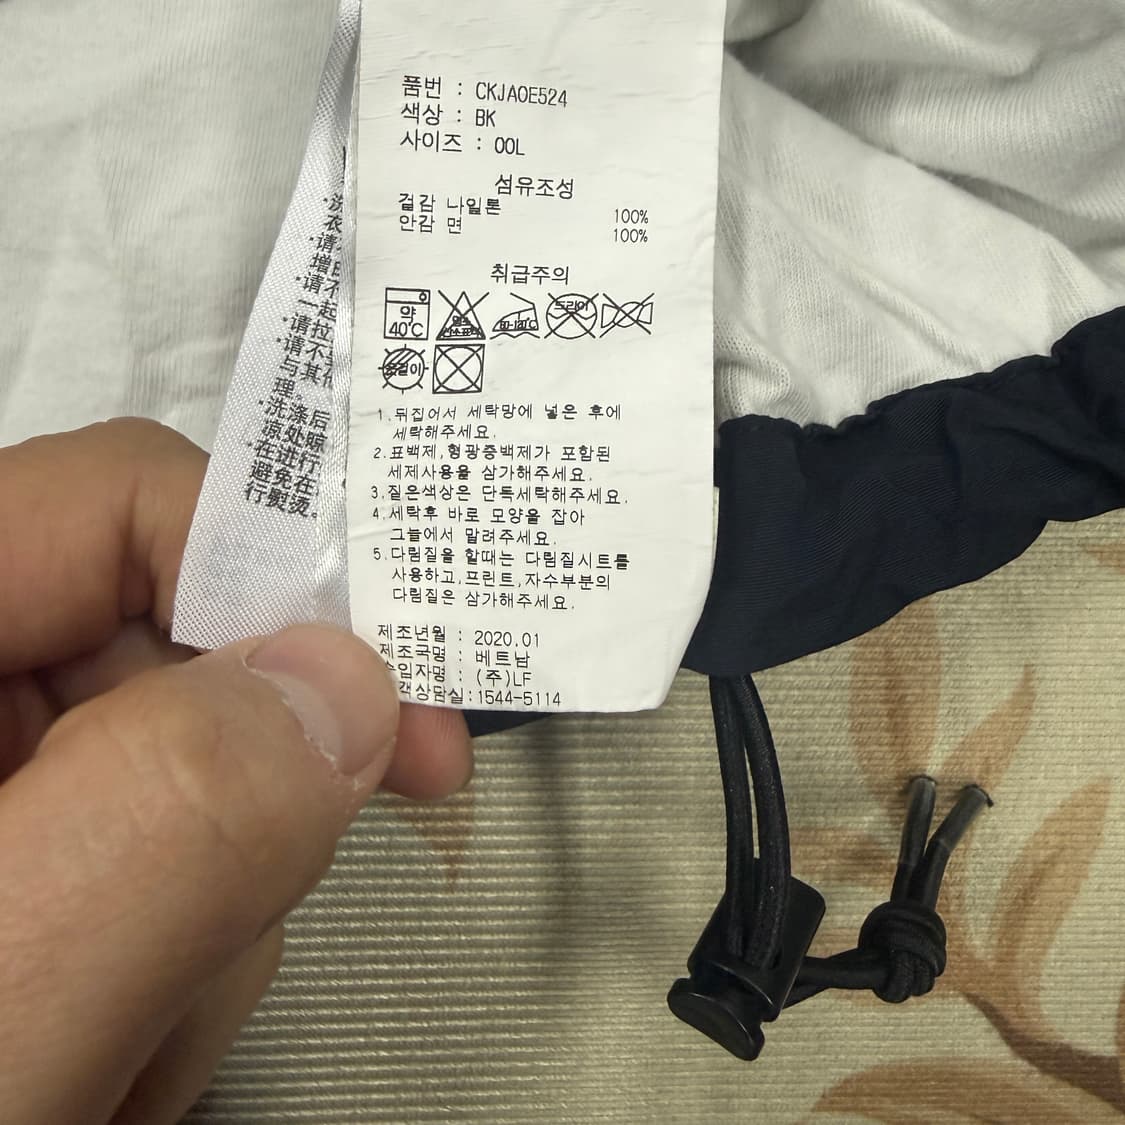 품번 : CKJA0E524
색상 : BK
사이즈 : 00L
섬유조성
겉감 나일론 100%
안감 면 100%
취급주의
약 40℃
80-120℃
드라이
옷걸이
1.뒤집어서 세탁망에 넣은 후에
세탁해주세요.
2.표백제,형광증백제가 포함된
세제사용을 삼가해주세요.
3.짙은색상은 단독세탁해주세요.
4.세탁후 바로 모양을 잡아
그늘에서 말려주세요.
5.다림질을 할때는 다림질시트를
사용하고,프린트,자수부분의
다림질은 삼가해주세요.
제조년월 : 2020.01
제조국명 : 베트남
수입자명 : (주)LF
객상담실:1544-5114
·洗
衣
·请
增白
·请不
一起
·请拉
·请不
与其他
理。
·洗涤后
凉处晾
·在进行
避免在
行熨烫。